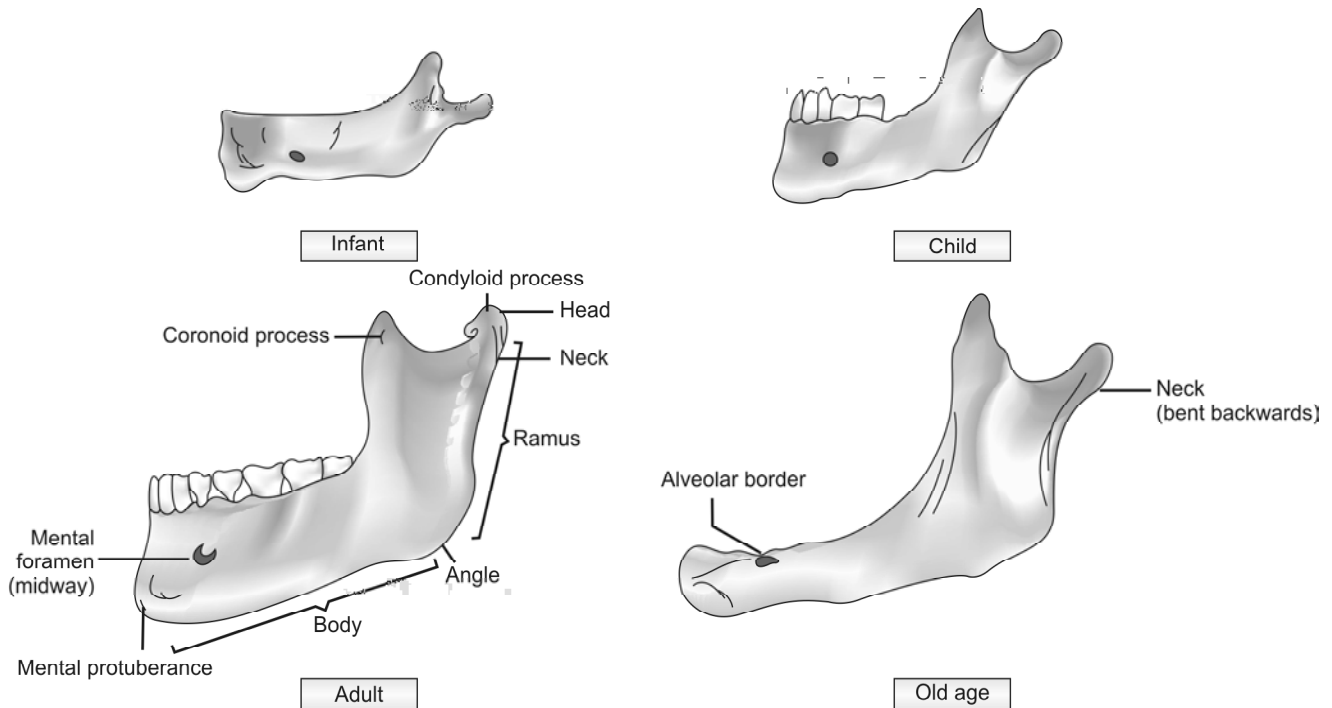 Infant
Child
Condyloid process
Head
Coronoid process
Neck
Ramus
Mental
foramen
(midway)
Angle
Body
Mental protuberance
Adult
Neck
(bent backwards)
Alveolar border
Old age